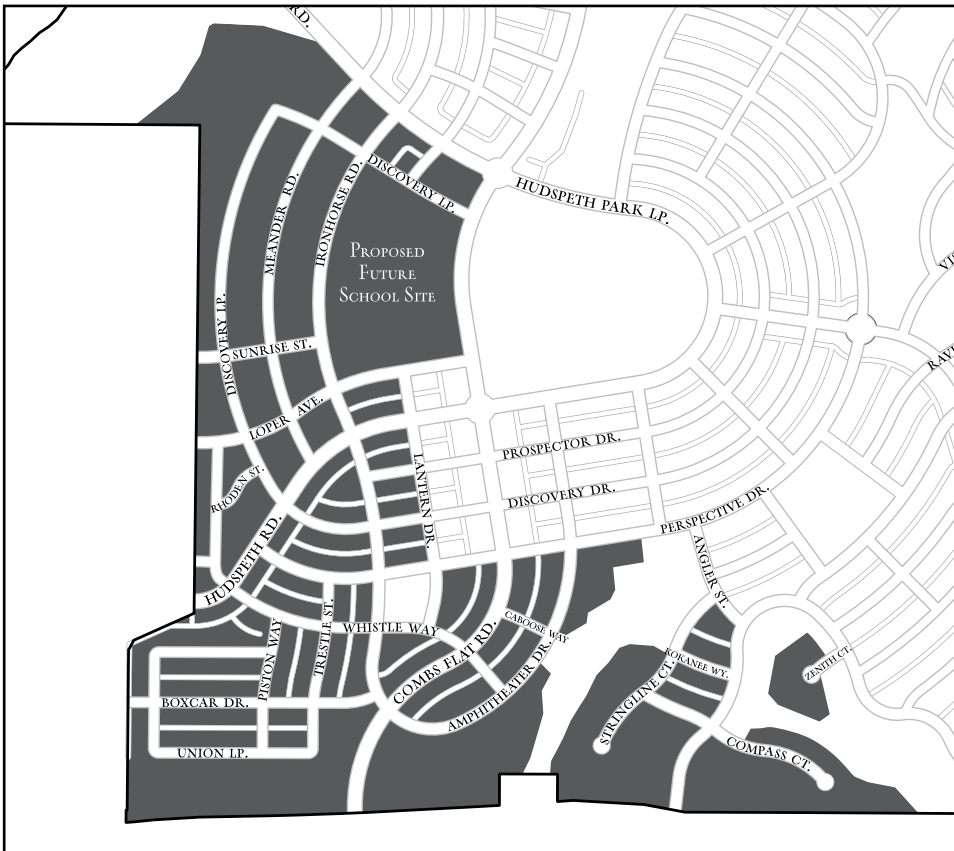 RD.
DISCOVERY LP.
HUDSPETH PARK LP.
MEANDER RD.
IRONHORSE RD.
PROPOSED
FUTURE
SCHOOL SITE
DISCOVERY LP.
SUNRISE ST.
LOPER AVE.
RHODEN ST.
HUDSPETH RD.
LANTERN DR.
PROSPECTOR DR.
DISCOVERY DR.
PERSPECTIVE DR.
ANGLER ST.
PISTON WAY
TRESTLE ST.
WHISTLE WAY
COMBS FLAT RD.
CABOOSE WAY
AMPHITHEATER DR.
BOXCAR DR.
UNION LP.
STRINGLINE CT.
KOKANEE WY.
ZENITH CT.
COMPASS CT.